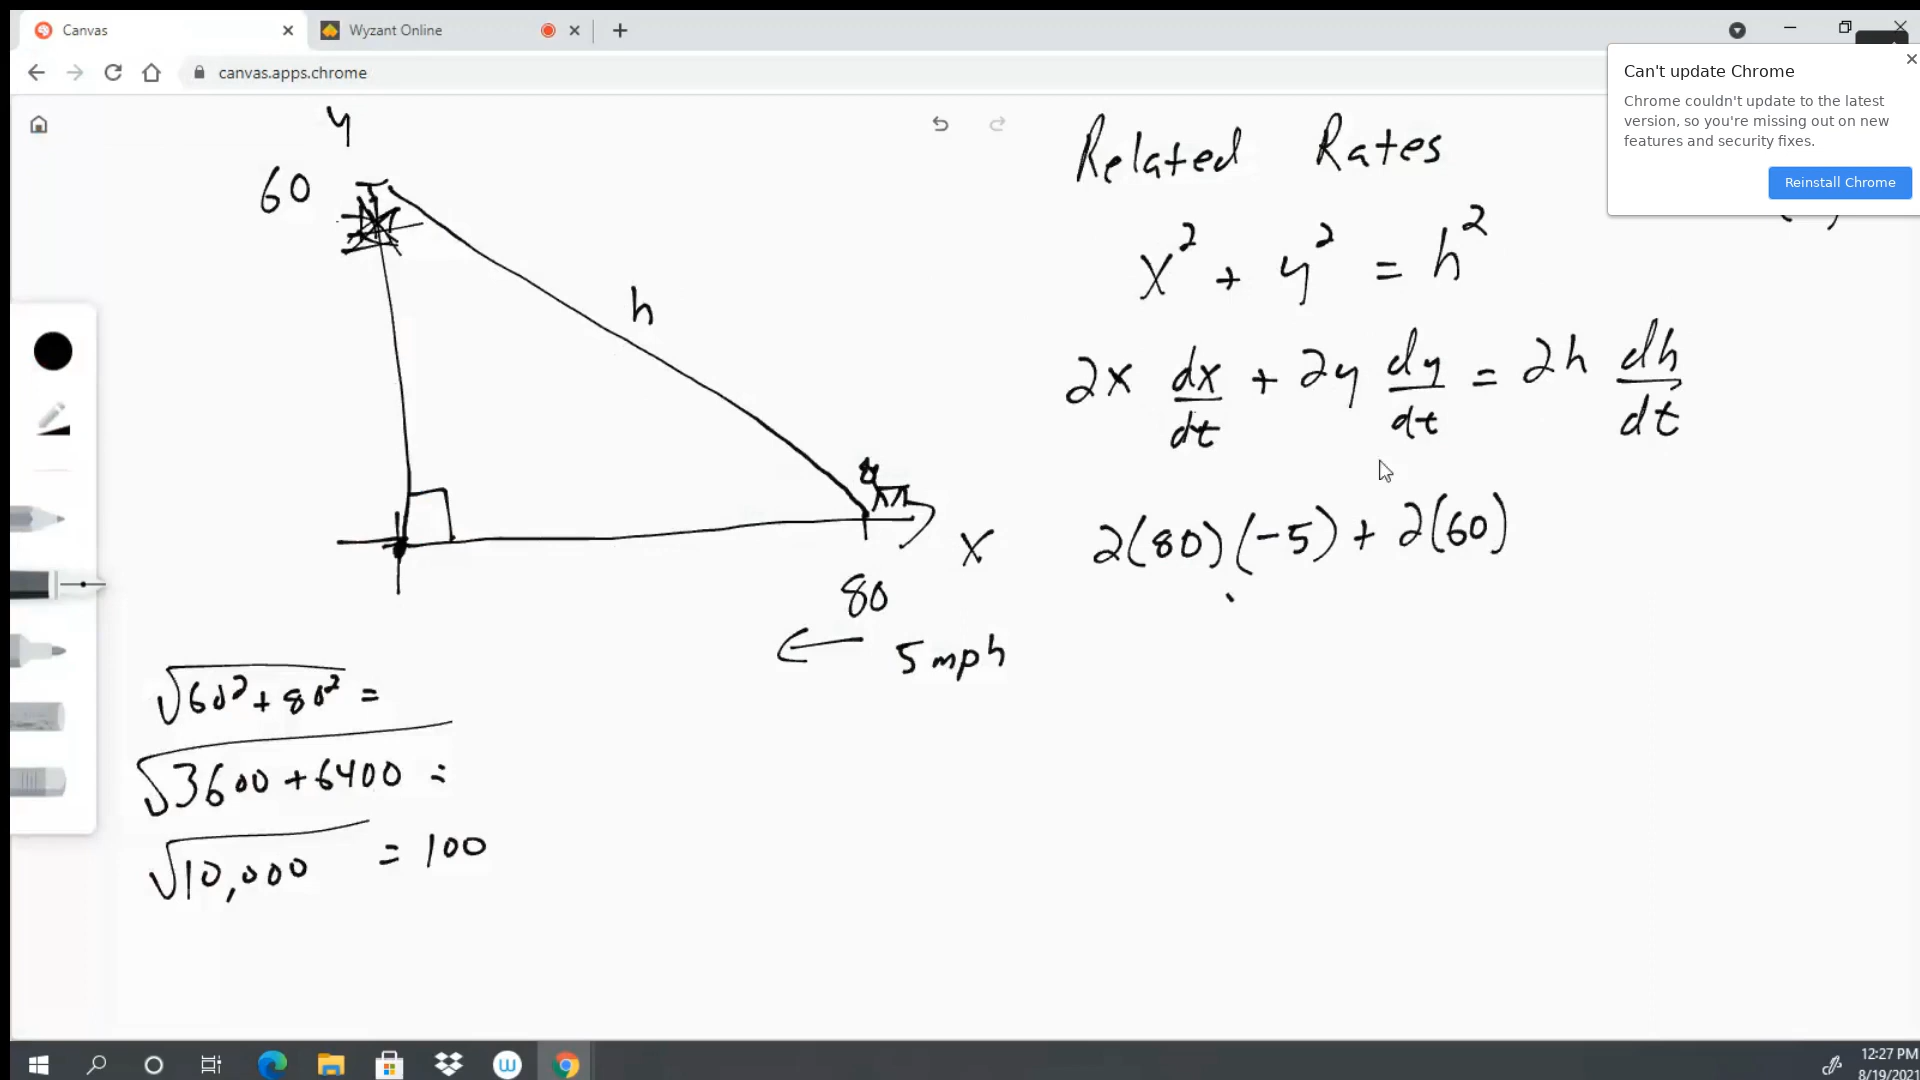 Canvas
Wyzant Online
canvas.apps.chrome
Can't update Chrome
Chrome couldn't update to the latest
version, so you're missing out on new
features and security fixes.
Reinstall Chrome
y
60
h
x
80
← 5 mph
√60² + 80² =
√3600 + 6400 =
√10,000 = 100
Related Rates
x² + y² = h²
2x dx/dt + 2y dy/dt = 2h dh/dt
2(80)(-5) + 2(60)
12:27 PM
8/19/2021